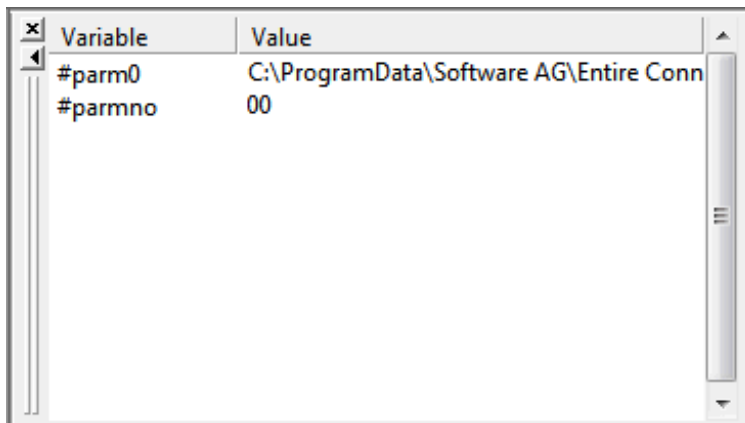 Variable Value
#parm0 C:\ProgramData\Software AG\Entire Conn
#parmno 00